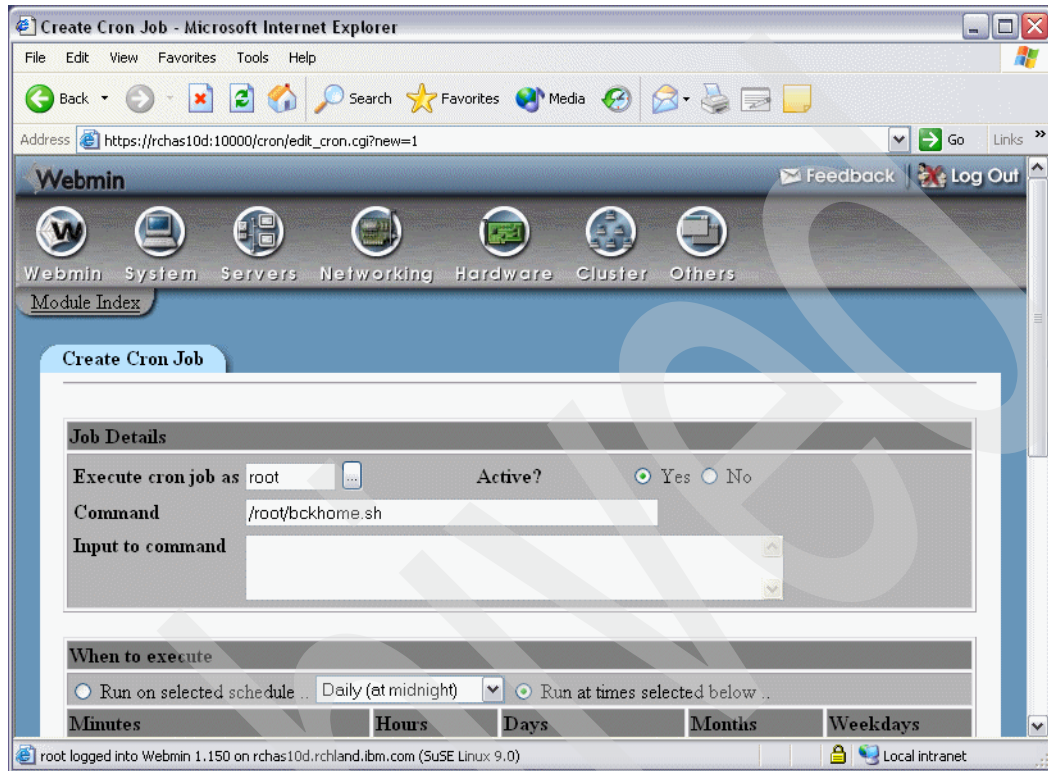 Create Cron Job - Microsoft Internet Explorer
File Edit View Favorites Tools Help
Back Search Favorites Media
Address https://rchas10d:10000/cron/edit_cron.cgi?new=1 Go Links »
Webmin Feedback Log Out
Webmin System Servers Networking Hardware Cluster Others
Module Index
Create Cron Job
Job Details
Execute cron job as root ... Active? Yes No
Command /root/bckhome.sh
Input to command
When to execute
Run on selected schedule .. Daily (at midnight) Run at times selected below ..
Minutes Hours Days Months Weekdays
root logged into Webmin 1.150 on rchas10d.rchland.ibm.com (SuSE Linux 9.0) Local intranet